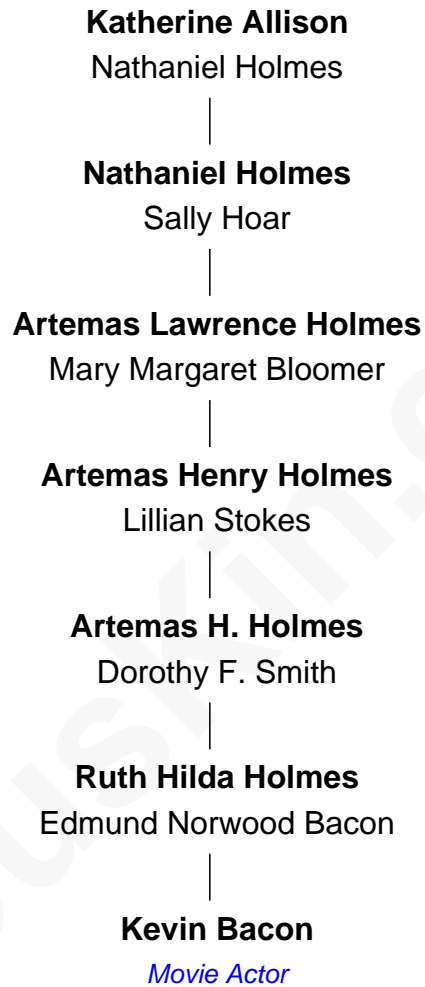 Katherine Allison
Nathaniel Holmes
Nathaniel Holmes
Sally Hoar
Artemas Lawrence Holmes
Mary Margaret Bloomer
Artemas Henry Holmes
Lillian Stokes
Artemas H. Holmes
Dorothy F. Smith
Ruth Hilda Holmes
Edmund Norwood Bacon
Kevin Bacon
Movie Actor